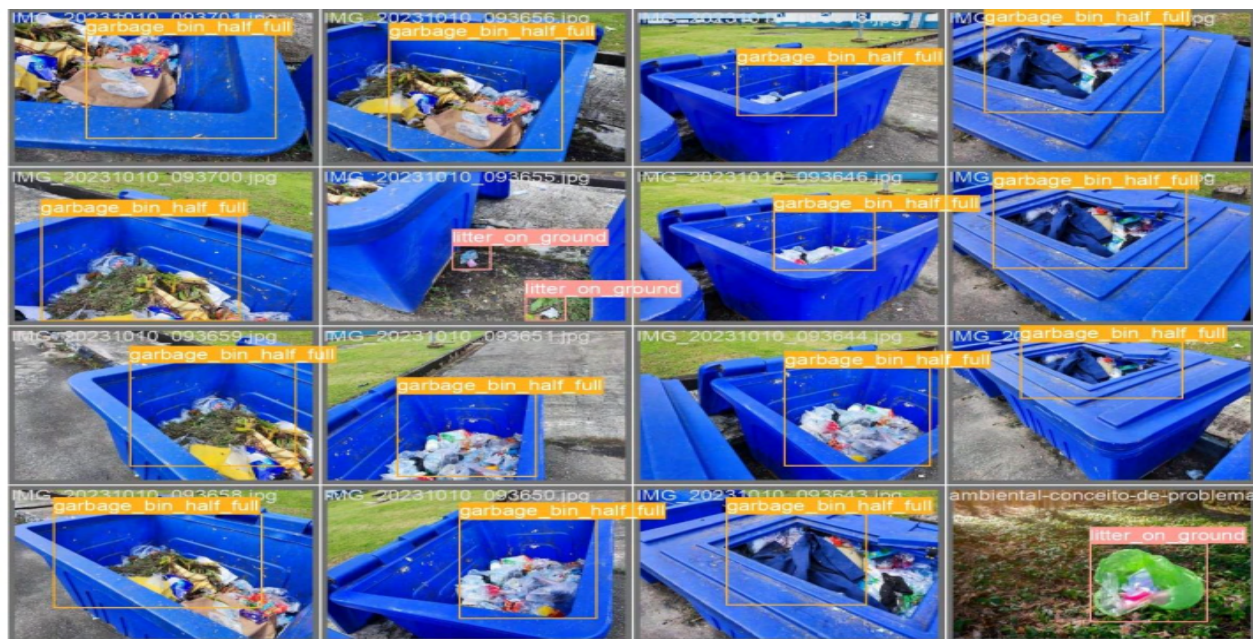 IMG_20231010_093701.jpg
garbage_bin_half_full
IMG_20231010_093656.jpg
garbage_bin_half_full
garbage_bin_half_full
garbage_bin_half_full
IMG_20231010_093700.jpg
garbage_bin_half_full
IMG_20231010_093655.jpg
litter_on_ground
litter_on_ground
IMG_20231010_093646.jpg
garbage_bin_half_full
garbage_bin_half_full
IMG_20231010_093659.jpg
garbage_bin_half_full
IMG_20231010_093651.jpg
garbage_bin_half_full
IMG_20231010_093644.jpg
garbage_bin_half_full
garbage_bin_half_full
IMG_20231010_093658.jpg
garbage_bin_half_full
IMG_20231010_093650.jpg
garbage_bin_half_full
IMG_20231010_093643.jpg
garbage_bin_half_full
ambiental-conceito-de-problema
litter_on_ground